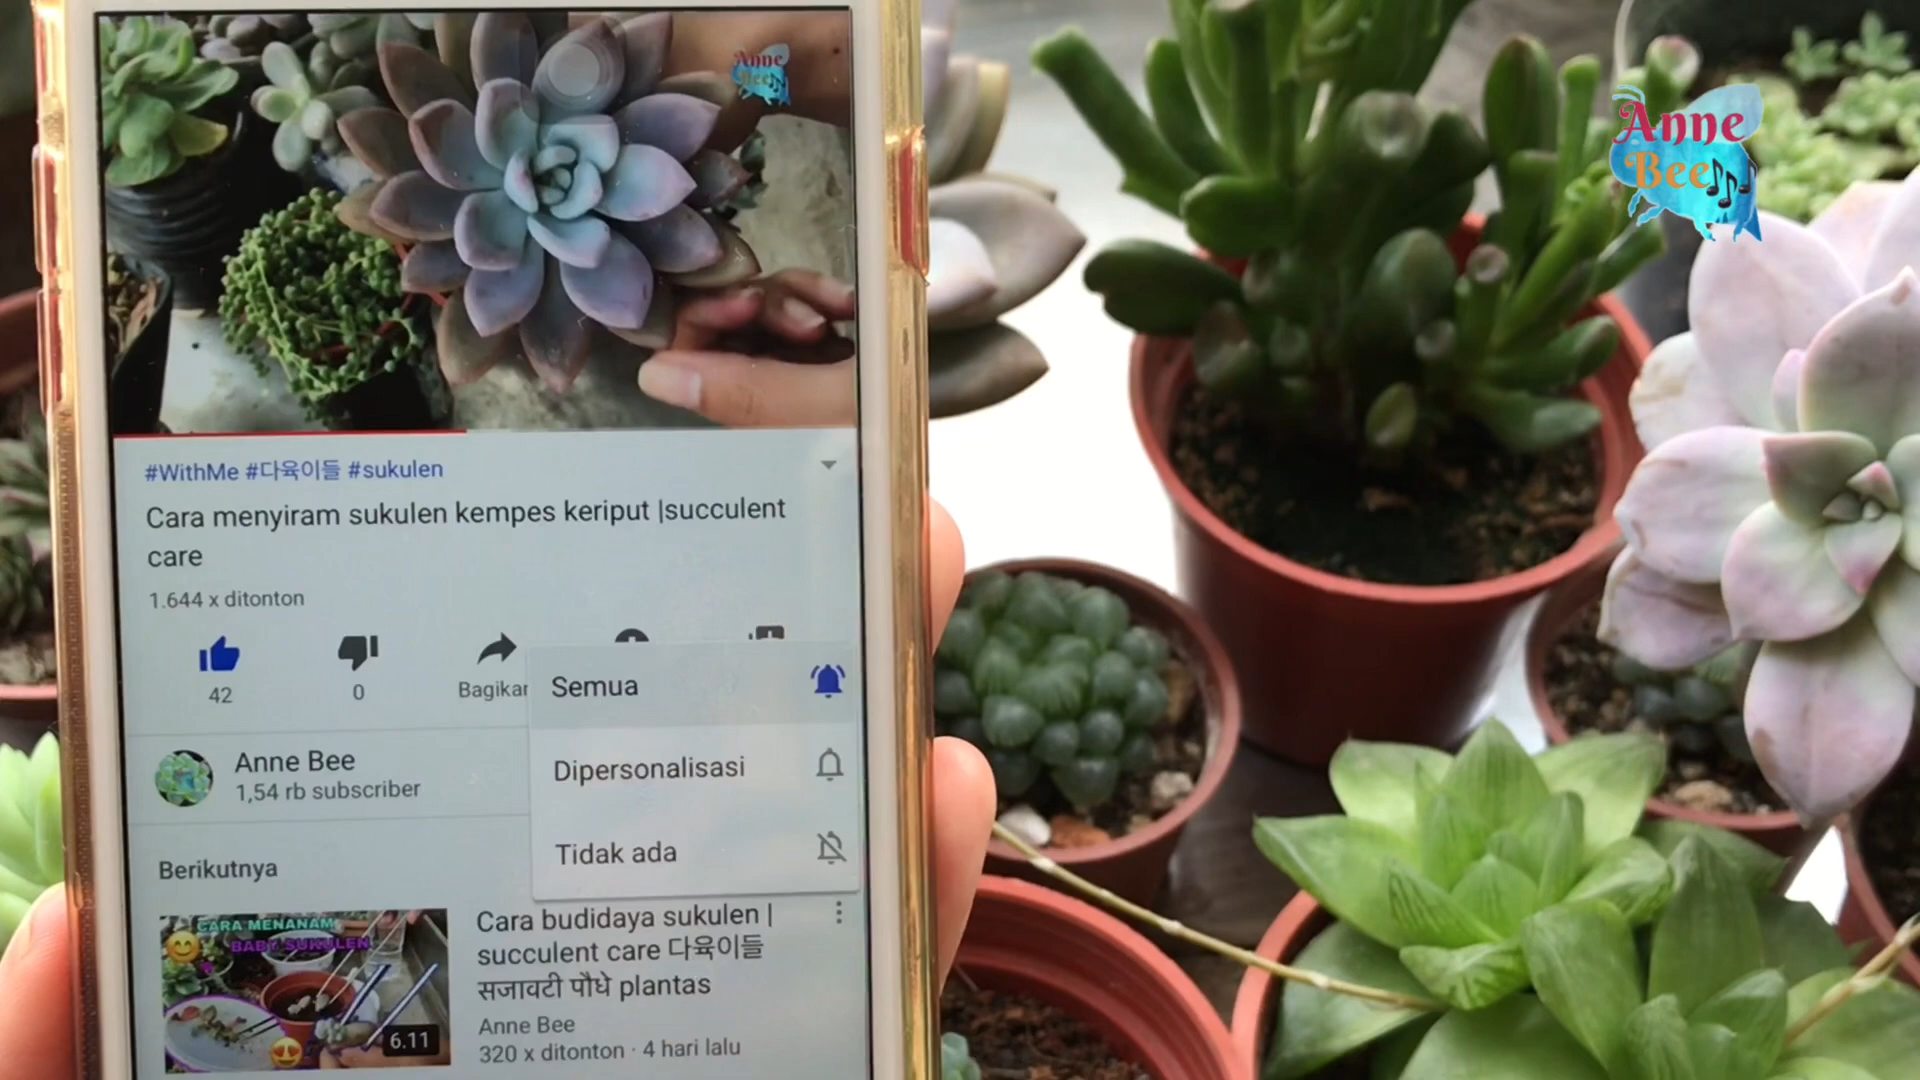 Anne
Bee
Anne
Bee
#WithMe #다육이들 #sukulen
Cara menyiram sukulen kempes keriput |succulent
care
1.644 x ditonton
42
0
Bagikan
Semua
Dipersonalisasi
Tidak ada
Anne Bee
1,54 rb subscriber
Berikutnya
CARA MENANAM
BABY SUKULEN
6.11
Cara budidaya sukulen |
succulent care 다육이들
सजावटी पौधे plantas
Anne Bee
320 x ditonton · 4 hari lalu